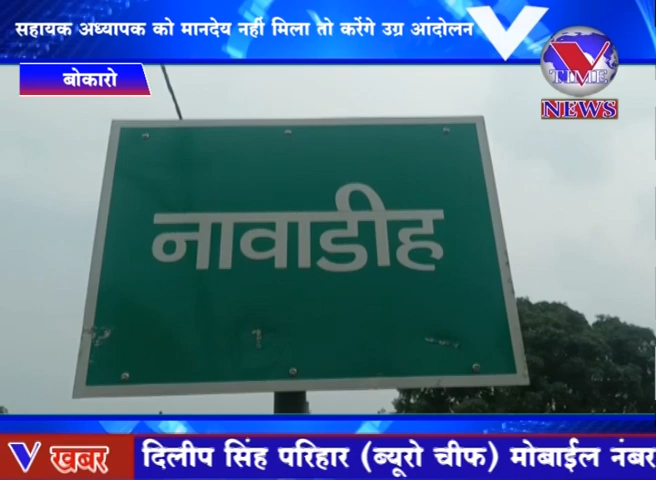 सहायक अध्यापक को मानदेय नहीं मिला तो करेंगे उग्र आंदोलन
बोकारो
V TIME
NEWS
नावाडीह
V खबर
दिलीप सिंह परिहार (ब्यूरो चीफ) मोबाईल नंबर